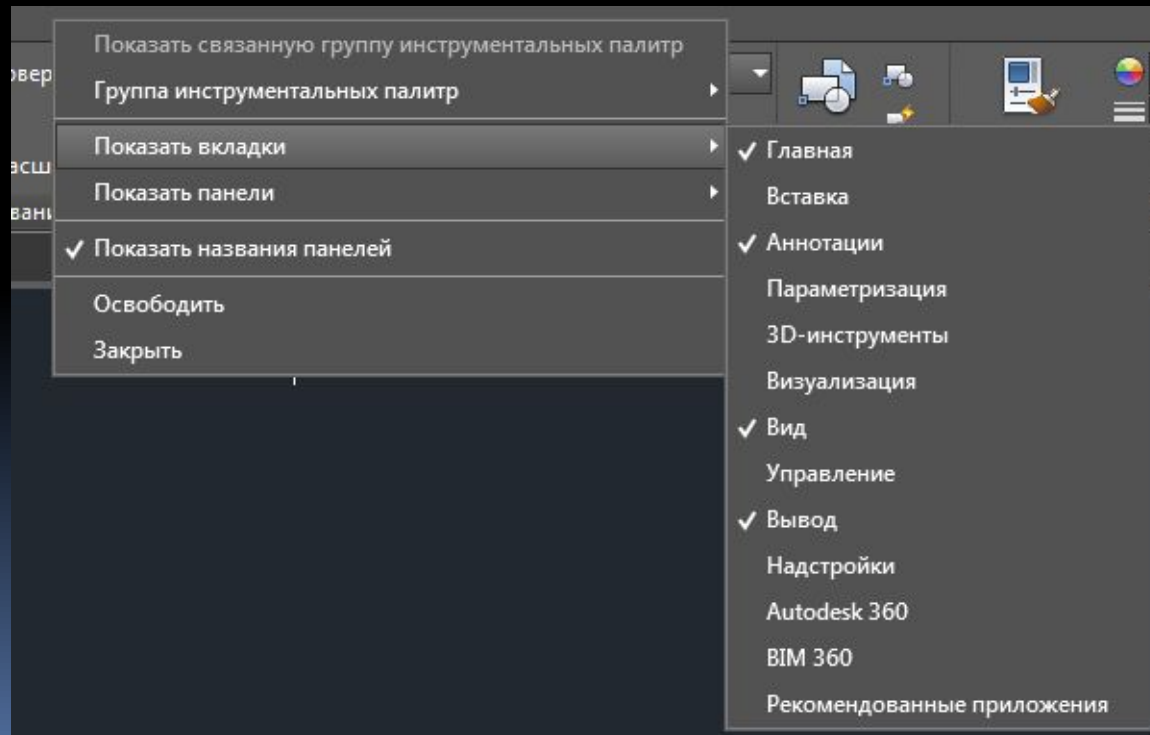 Показать связанную группу инструментальных палитр
Группа инструментальных палитр
Показать вкладки
Показать панели
Показать названия панелей
Освободить
Закрыть
Главная
Вставка
Аннотации
Параметризация
3D-инструменты
Визуализация
Вид
Управление
Вывод
Надстройки
Autodesk 360
BIM 360
Рекомендованные приложения